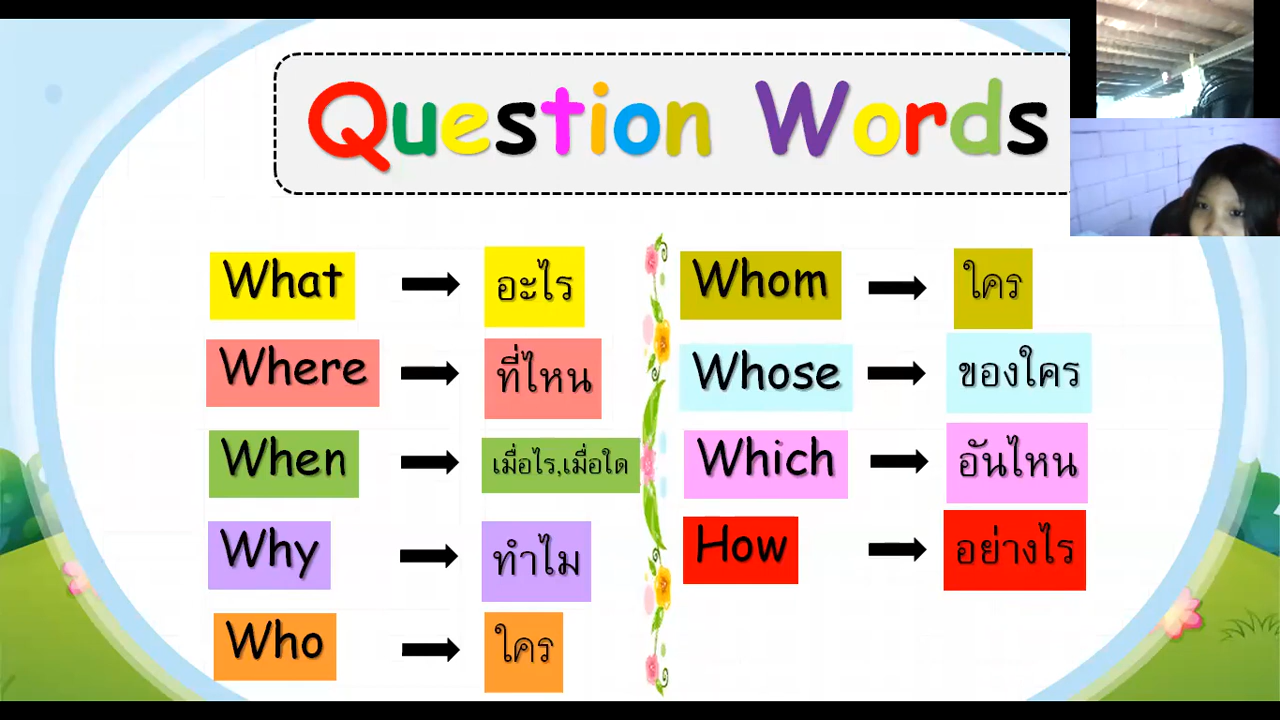 Question Words
What → อะไร
Where → ที่ไหน
When → เมื่อไร,เมื่อใด
Why → ทำไม
Who → ใคร
Whom → ใคร
Whose → ของใคร
Which → อันไหน
How → อย่างไร